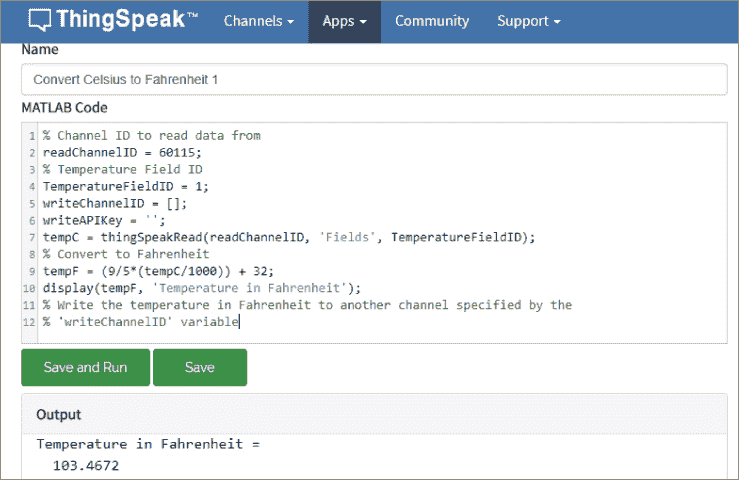 ThingSpeak™ Channels Apps Community Support
Name
Convert Celsius to Fahrenheit 1
MATLAB Code
1 % Channel ID to read data from
2 readChannelID = 60115;
3 % Temperature Field ID
4 TemperatureFieldID = 1;
5 writeChannelID = [];
6 writeAPIKey = '';
7 tempC = thingSpeakRead(readChannelID, 'Fields', TemperatureFieldID);
8 % Convert to Fahrenheit
9 tempF = (9/5*(tempC/1000)) + 32;
10 display(tempF, 'Temperature in Fahrenheit');
11 % Write the temperature in Fahrenheit to another channel specified by the
12 % 'writeChannelID' variable
Save and Run Save
Output
Temperature in Fahrenheit =
103.4672